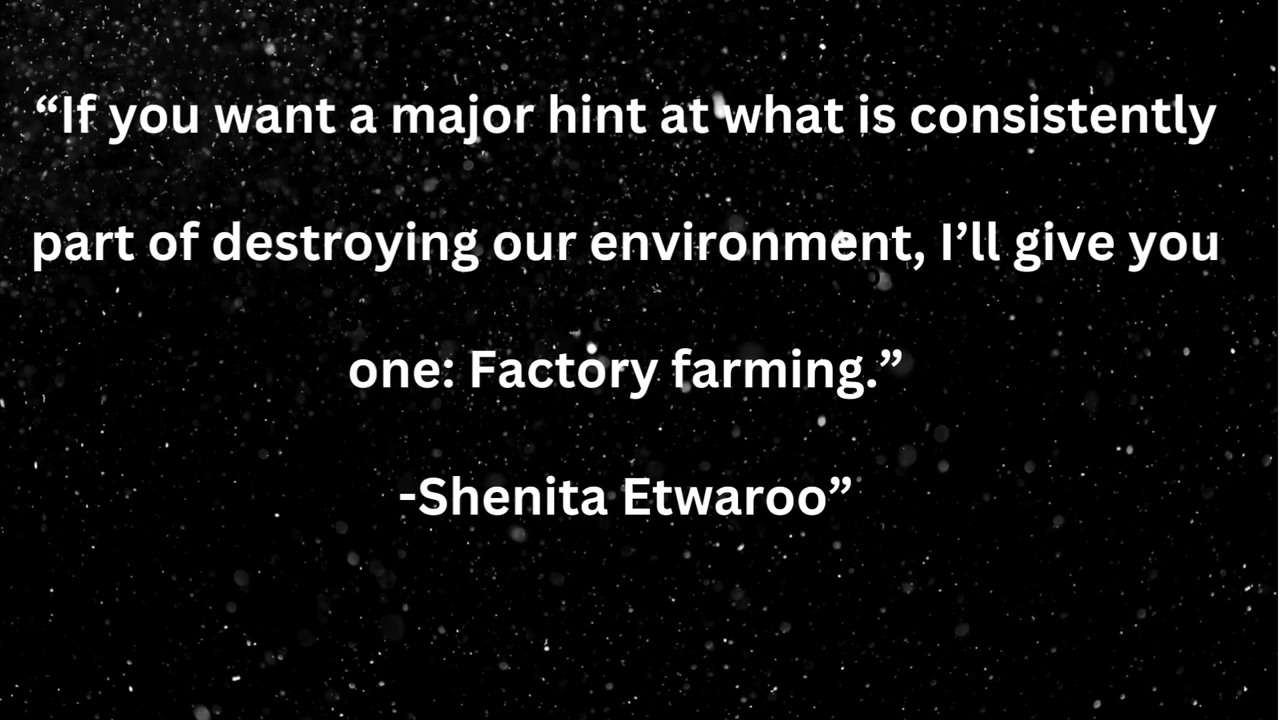 “If you want a major hint at what is consistently
part of destroying our environment, I’ll give you
one: Factory farming.”
-Shenita Etwaroo”